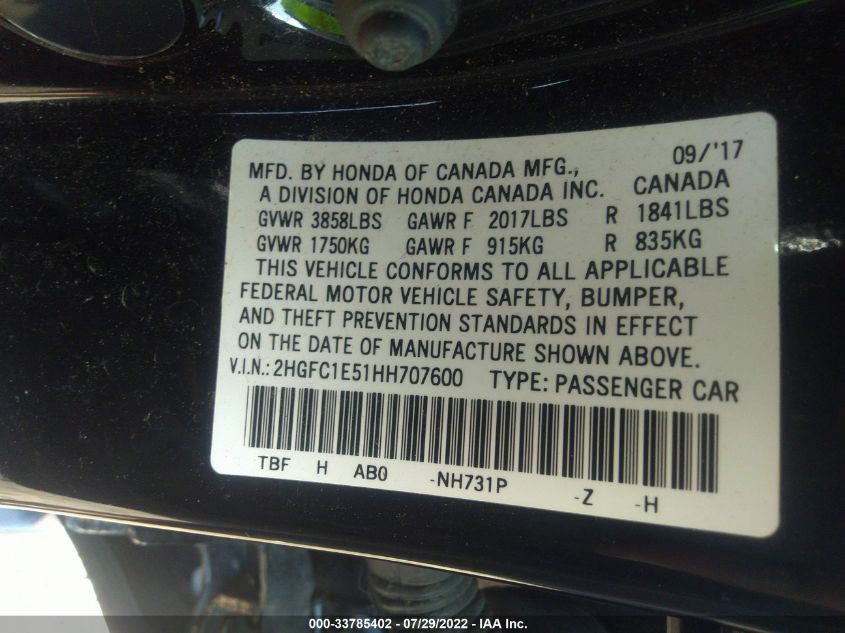 09/'17
MFD. BY HONDA OF CANADA MFG.,
A DIVISION OF HONDA CANADA INC. CANADA
GVWR 3858LBS GAWR F 2017LBS R 1841LBS
GVWR 1750KG GAWR F 915KG R 835KG
THIS VEHICLE CONFORMS TO ALL APPLICABLE
FEDERAL MOTOR VEHICLE SAFETY, BUMPER,
AND THEFT PREVENTION STANDARDS IN EFFECT
ON THE DATE OF MANUFACTURE SHOWN ABOVE.
V.I.N.: 2HGFC1E51HH707600 TYPE: PASSENGER CAR
TBF H AB0 -NH731P -Z -H
000-33785402 - 07/29/2022 - IAA Inc.